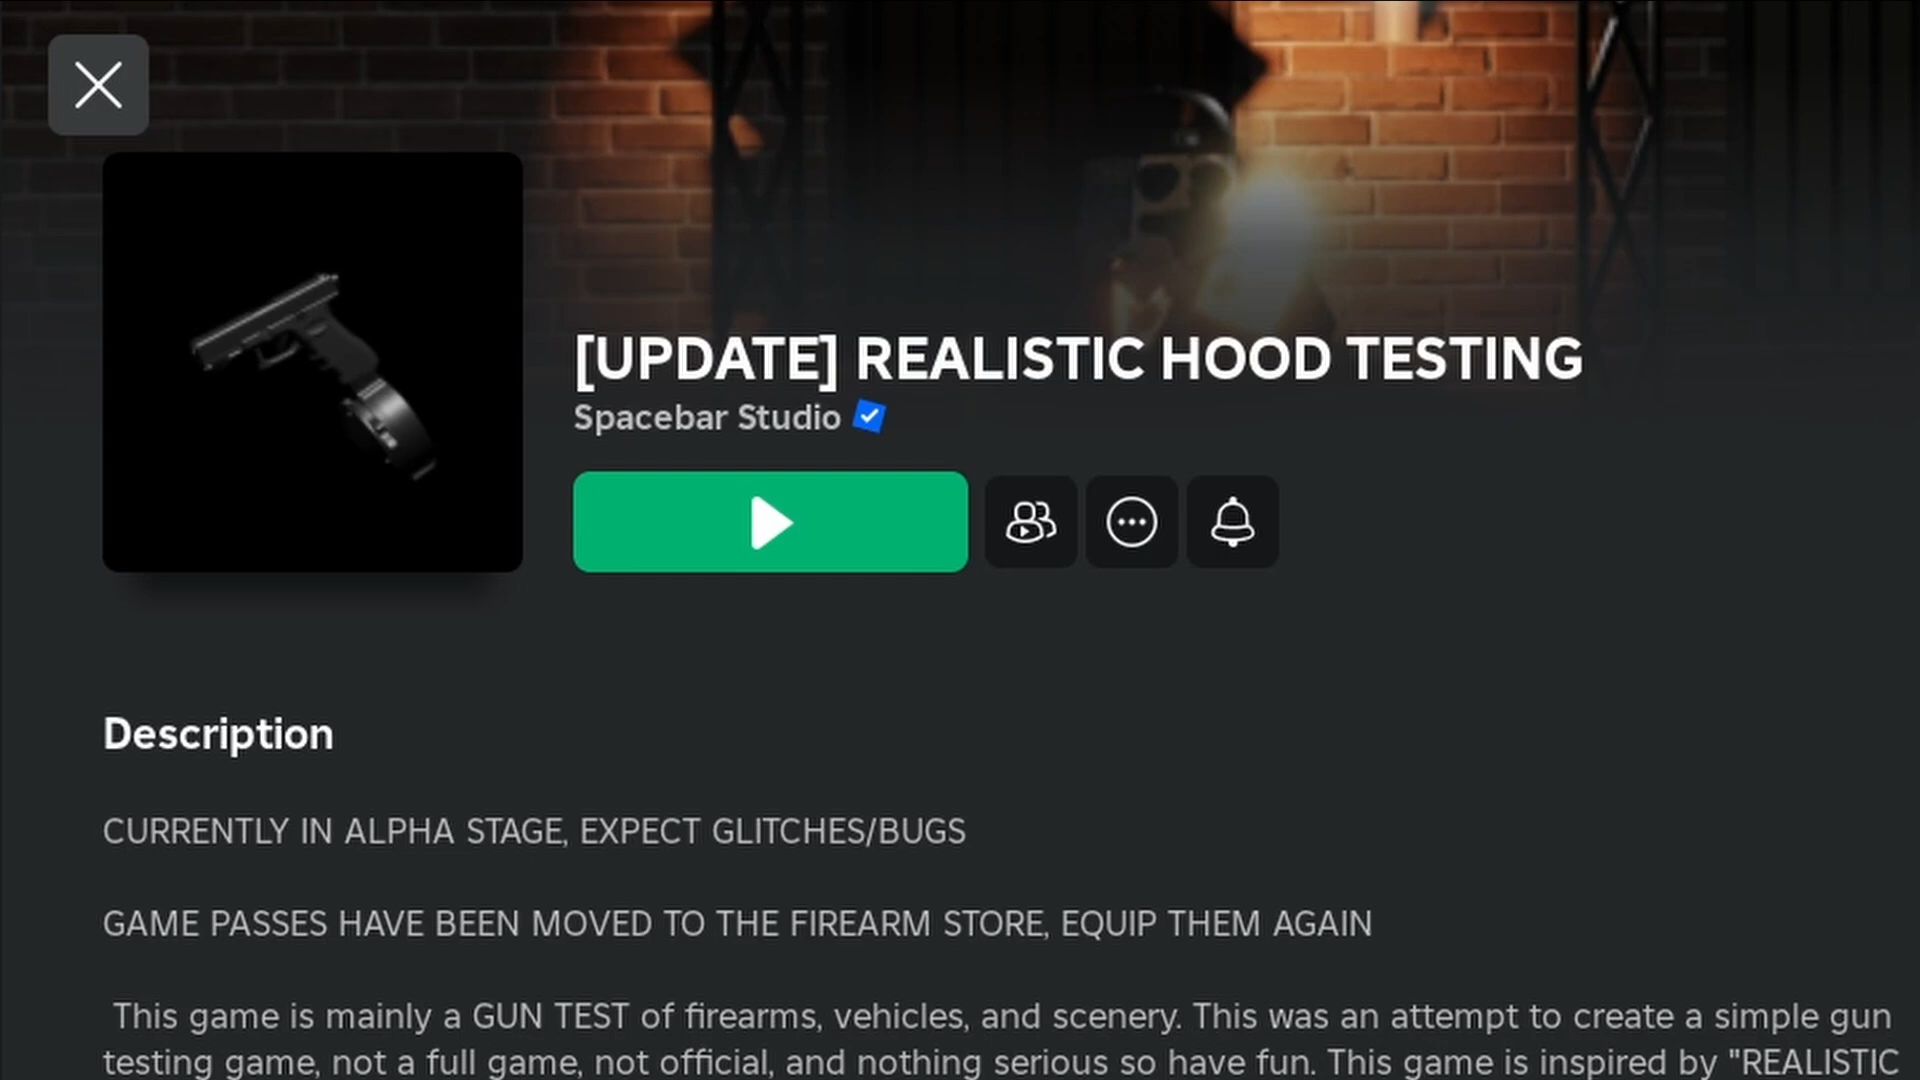 [UPDATE] REALISTIC HOOD TESTING
Spacebar Studio
Description
CURRENTLY IN ALPHA STAGE, EXPECT GLITCHES/BUGS
GAME PASSES HAVE BEEN MOVED TO THE FIREARM STORE, EQUIP THEM AGAIN
This game is mainly a GUN TEST of firearms, vehicles, and scenery. This was an attempt to create a simple gun
testing game, not a full game, not official, and nothing serious so have fun. This game is inspired by "REALISTIC